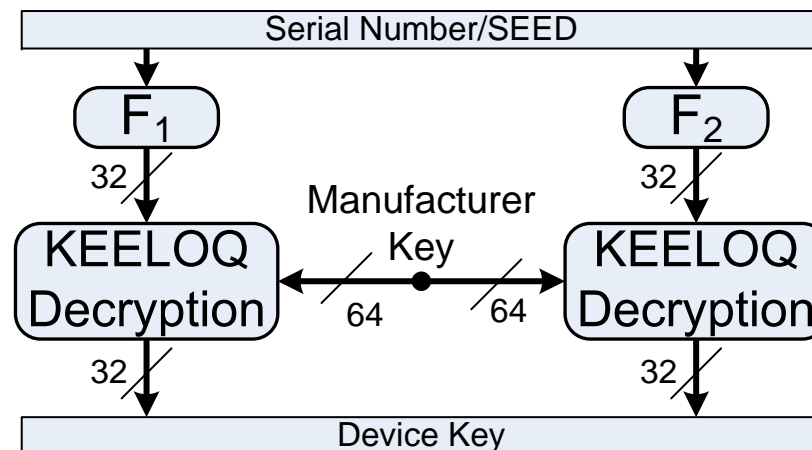 Serial Number/SEED
F1
F2
32
32
Manufacturer
Key
KEELOQ
Decryption
KEELOQ
Decryption
64
64
32
32
Device Key